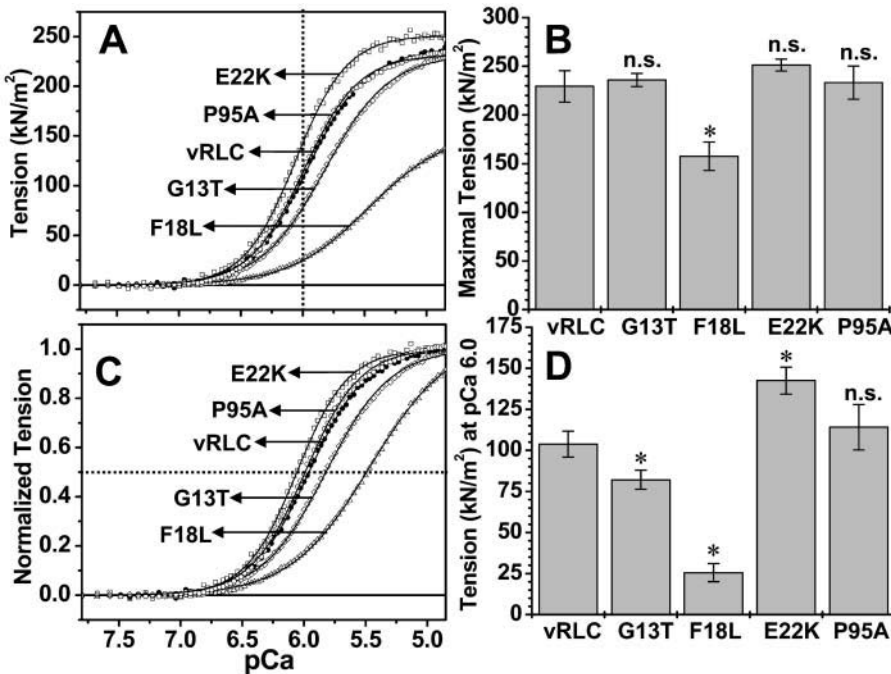 A
Tension (kN/m²)
250
200
150
100
50
0
E22K
P95A
vRLC
G13T
F18L
B
Maximal Tension (kN/m²)
300
250
200
150
100
50
0
n.s.
*
n.s.
n.s.
vRLC G13T F18L E22K P95A
C
Normalized Tension
1.0
0.8
0.6
0.4
0.2
0.0
E22K
P95A
vRLC
G13T
F18L
7.5 7.0 6.5 6.0 5.5 5.0
pCa
D
Tension (kN/m²) at pCa 6.0
175
150
125
100
75
50
25
0
*
*
*
n.s.
vRLC G13T F18L E22K P95A